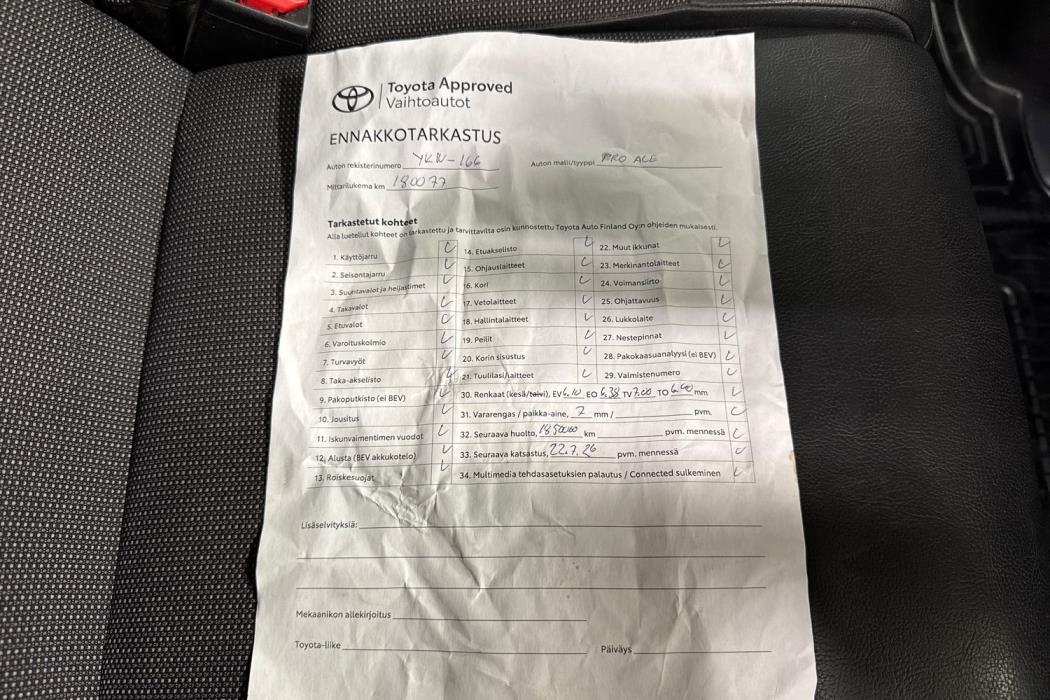 Toyota Approved
Vaihtoautot
ENNAKKOTARKASTUS
Auton rekisterinumero YKN-166 Auton malli/tyyppi PRO ACE
Mittarilukema km 180077
Tarkastetut kohteet
Alla luetellut kohteet on tarkastettu ja tarvittavilta osin kunnostettu Toyota Auto Finland Oy:n ohjeiden mukaisesti.
1. Käyttöjarru
2. Seisontajarru
3. Suuntavalot ja heijastimet
4. Takavalot
5. Etuvalot
6. Varoituskolmio
7. Turvavyöt
8. Taka-akselisto
9. Pakoputkisto (ei BEV)
10. Jousitus
11. Iskunvaimentimen vuodot
12. Alusta (BEV akkukotelo)
13. Roiskesuojat
14. Etuakselisto
15. Ohjauslaitteet
16. Kori
17. Vetolaitteet
18. Hallintalaitteet
19. Peilit
20. Korin sisustus
21. Tuulilasi/laitteet
22. Muut ikkunat
23. Merkinantolaitteet
24. Voimansiirto
25. Ohjattavuus
26. Lukkolaite
27. Nestepinnat
28. Pakokaasuanalyysi (ei BEV)
29. Valmistenumero
30. Renkaat (kesä/talvi), EV 6.10 EO 6.38 TV 7.00 TO 6.90 mm
31. Vararengas / paikka-aine, 7 mm / pvm.
32. Seuraava huolto, 185000 km pvm. mennessä
33. Seuraava katsastus, 22.7.26 pvm. mennessä
34. Multimedia tehdasasetuksien palautus / Connected sulkeminen
Lisäselvityksiä:
Mekaanikon allekirjoitus
Toyota-liike Päiväys